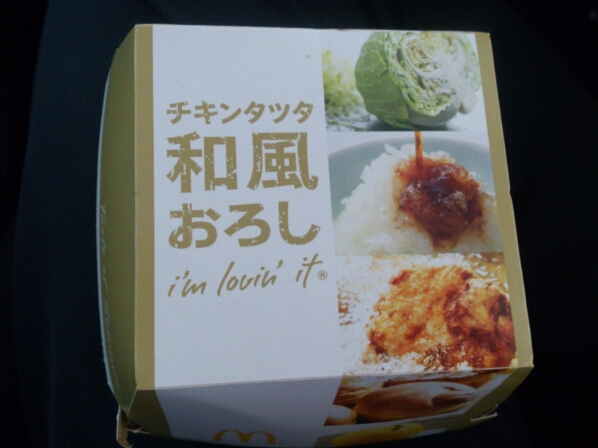 チキンタツタ
和風
おろし
i'm lovin' it®